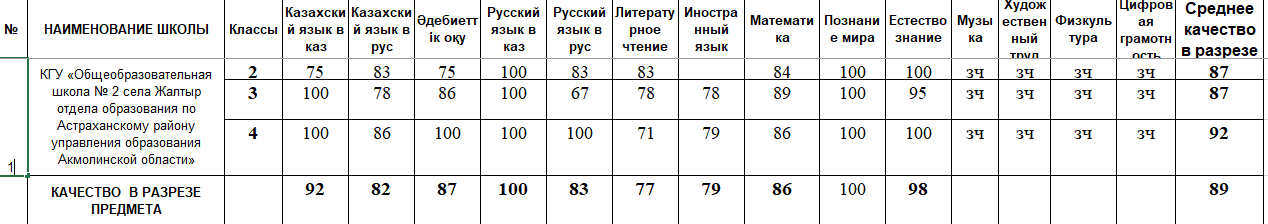 № НАИМЕНОВАНИЕ ШКОЛЫ Классы Казахский язык в каз Казахский язык в рус Әдебиеттік оқу Русский язык в каз Русский язык в рус Литературное чтение Иностранный язык Математика Познание мира Естествознание Музыка Художественный труд Физкультура Цифровая грамотность Среднее качество в разрезе
КГУ «Общеобразовательная 2 75 83 75 100 83 83 84 100 100 зч зч зч зч 87
школа № 2 села Жалтыр 3 100 78 86 100 67 78 78 89 100 95 зч зч зч зч 87
отдела образования по
Астраханскому району 4 100 86 100 100 100 71 79 86 100 100 зч зч зч зч 92
управления образования
Акмолинской области»
1
КАЧЕСТВО В РАЗРЕЗЕ ПРЕДМЕТА 92 82 87 100 83 77 79 86 100 98 89